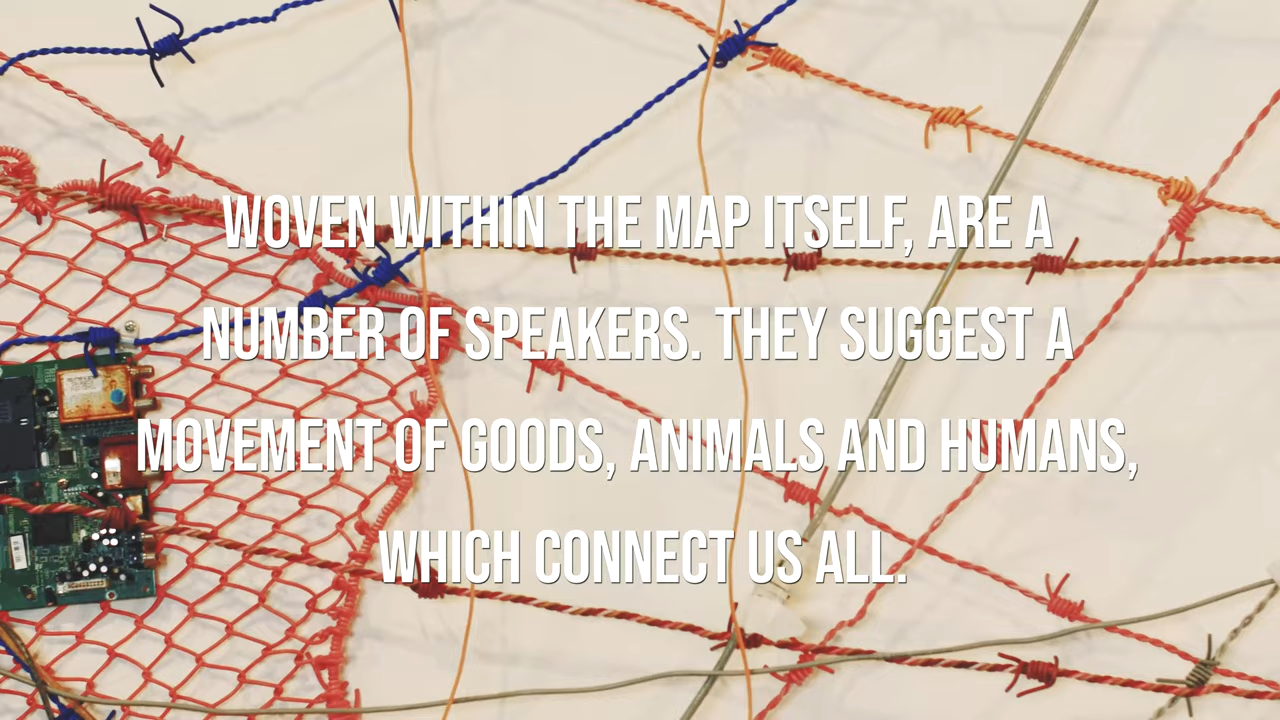 WOVEN WITHIN THE MAP ITSELF, ARE A
NUMBER OF SPEAKERS. THEY SUGGEST A
MOVEMENT OF GOODS, ANIMALS AND HUMANS,
WHICH CONNECT US ALL.